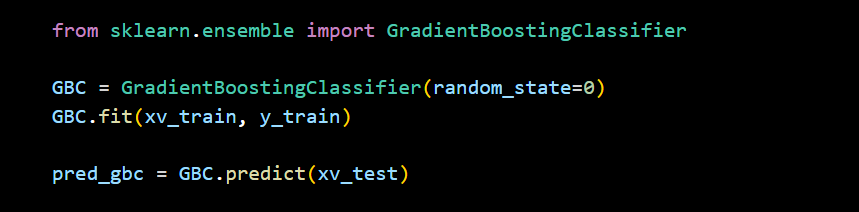 from sklearn.ensemble import GradientBoostingClassifier
GBC = GradientBoostingClassifier(random_state=0)
GBC.fit(xv_train, y_train)
pred_gbc = GBC.predict(xv_test)